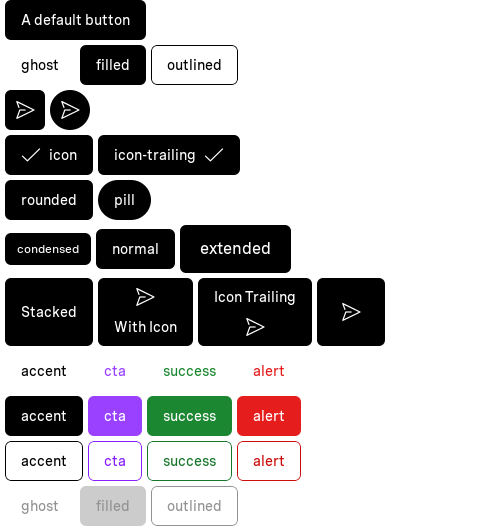 A default button
ghost filled outlined
icon icon-trailing
rounded pill
condensed normal extended
Stacked With Icon Icon Trailing
accent cta success alert
accent cta success alert
accent cta success alert
ghost filled outlined